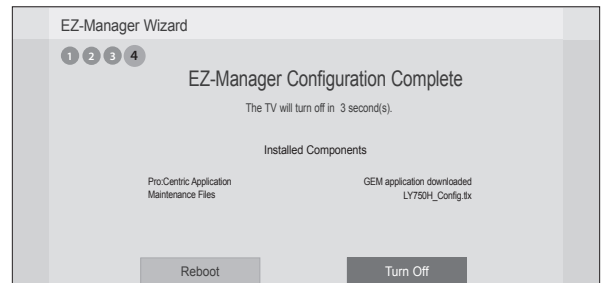 EZ-Manager Wizard
1 2 3 4
EZ-Manager Configuration Complete
The TV will turn off in 3 second(s).
Installed Components
Pro:Centric Application GEM application downloaded
Maintenance Files LY750H_Config.tlx
Reboot Turn Off